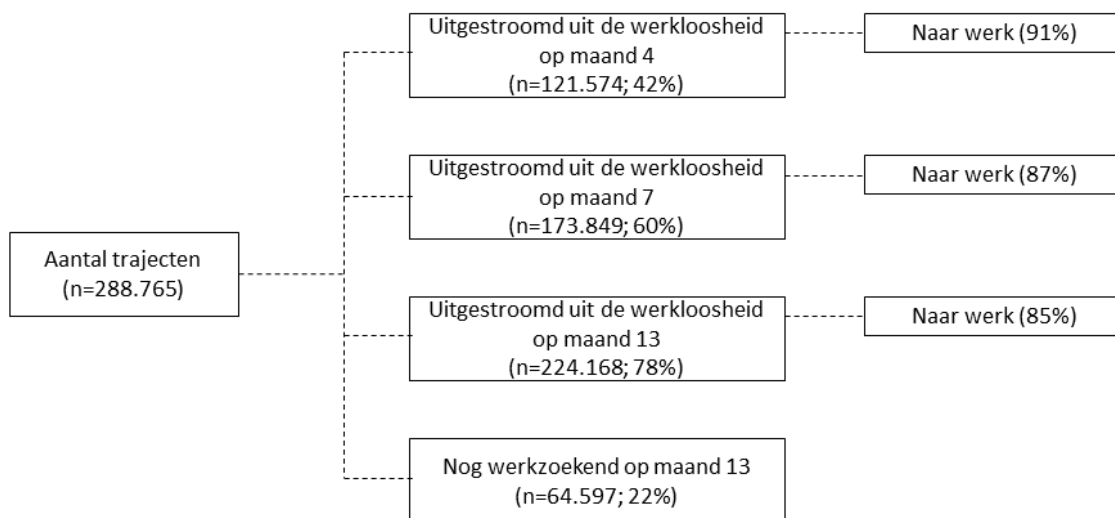 Uitgestroomd uit de werkloosheid
op maand 4
(n=121.574; 42%)
Naar werk (91%)
Uitgestroomd uit de werkloosheid
op maand 7
(n=173.849; 60%)
Naar werk (87%)
Aantal trajecten
(n=288.765)
Uitgestroomd uit de werkloosheid
op maand 13
(n=224.168; 78%)
Naar werk (85%)
Nog werkzoekend op maand 13
(n=64.597; 22%)